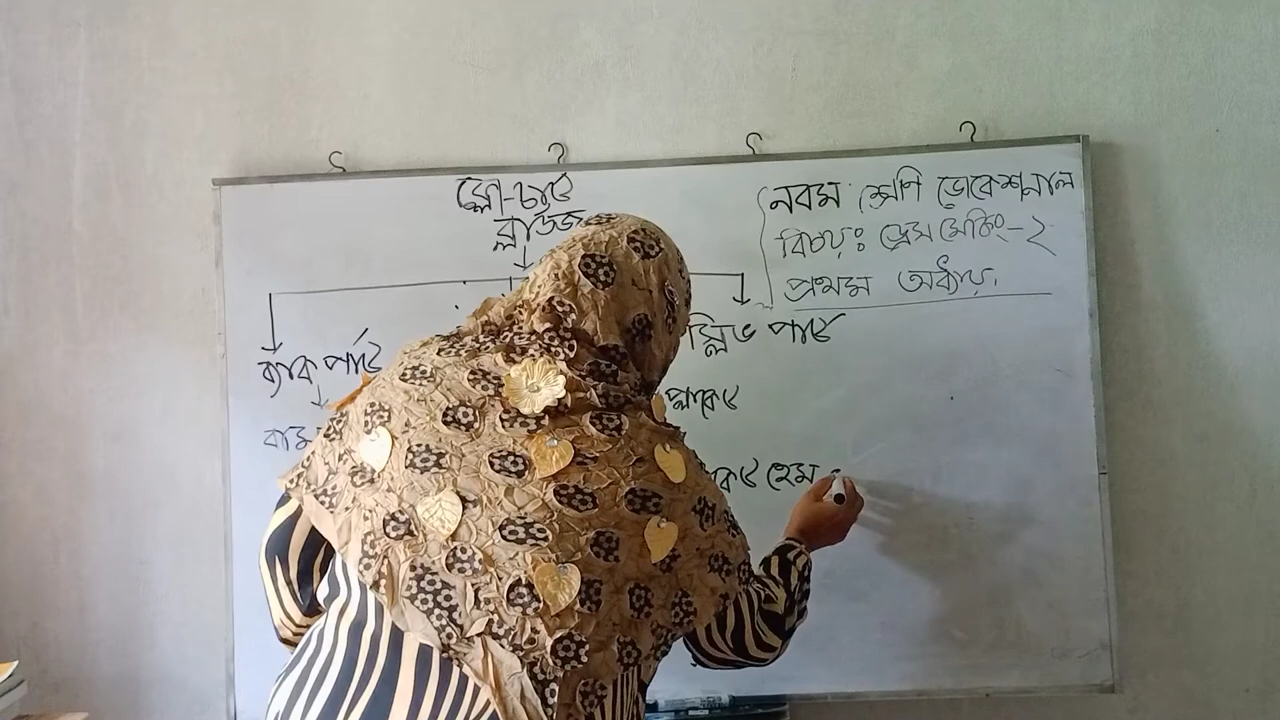 ফ্লো-চার্ট
ব্লাউজ
নবম শ্রেণি ভোকেশনাল
বিষয়ঃ ড্রেস মেকিং-২
প্রথম অধ্যায়
ব্যাক পার্ট
স্লিভ পার্ট
প্লাকেট
হেম